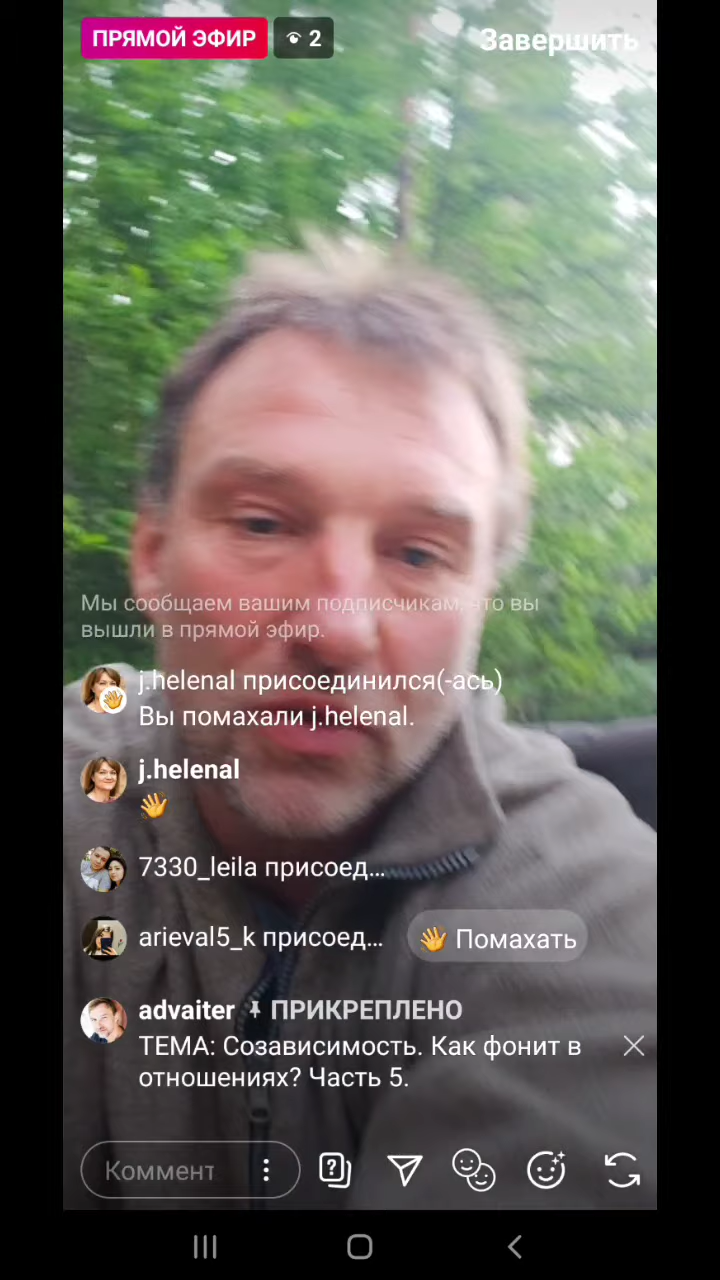 ПРЯМОЙ ЭФИР
2
Завершить
Мы сообщаем вашим подписчикам, что вы
вышли в прямой эфир.
j.helenal присоединился(-ась)
Вы помахали j.helenal.
j.helenal
👋
7330_leila присоед...
arieval5_k присоед...
👋 Помахать
advaiter ПРИКРЕПЛЕНО
ТЕМА: Созависимость. Как фонит в
отношениях? Часть 5.
Коммент